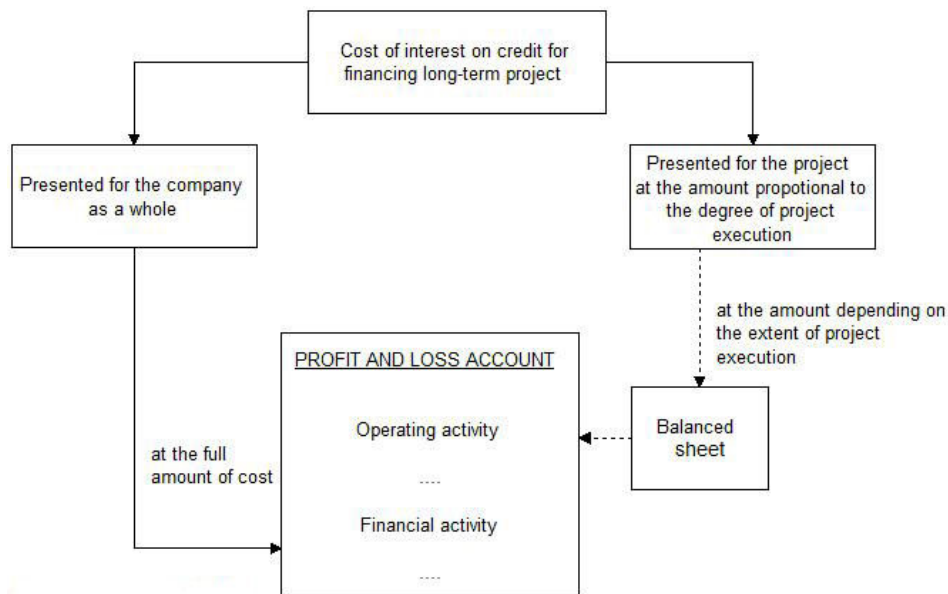 Cost of interest on credit for
financing long-term project
Presented for the company
as a whole
Presented for the project
at the amount propotional to
the degree of project
execution
at the amount depending on
the extent of project
execution
PROFIT AND LOSS ACCOUNT
Operating activity
....
Financial activity
....
Balanced
sheet
at the full
amount of cost